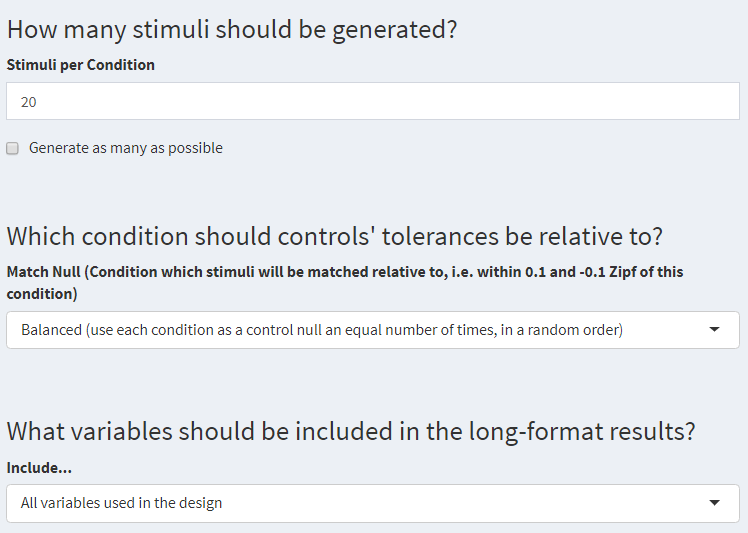 How many stimuli should be generated?
Stimuli per Condition
20
Generate as many as possible
Which condition should controls' tolerances be relative to?
Match Null (Condition which stimuli will be matched relative to, i.e. within 0.1 and -0.1 Zipf of this
condition)
Balanced (use each condition as a control null an equal number of times, in a random order)
What variables should be included in the long-format results?
Include...
All variables used in the design